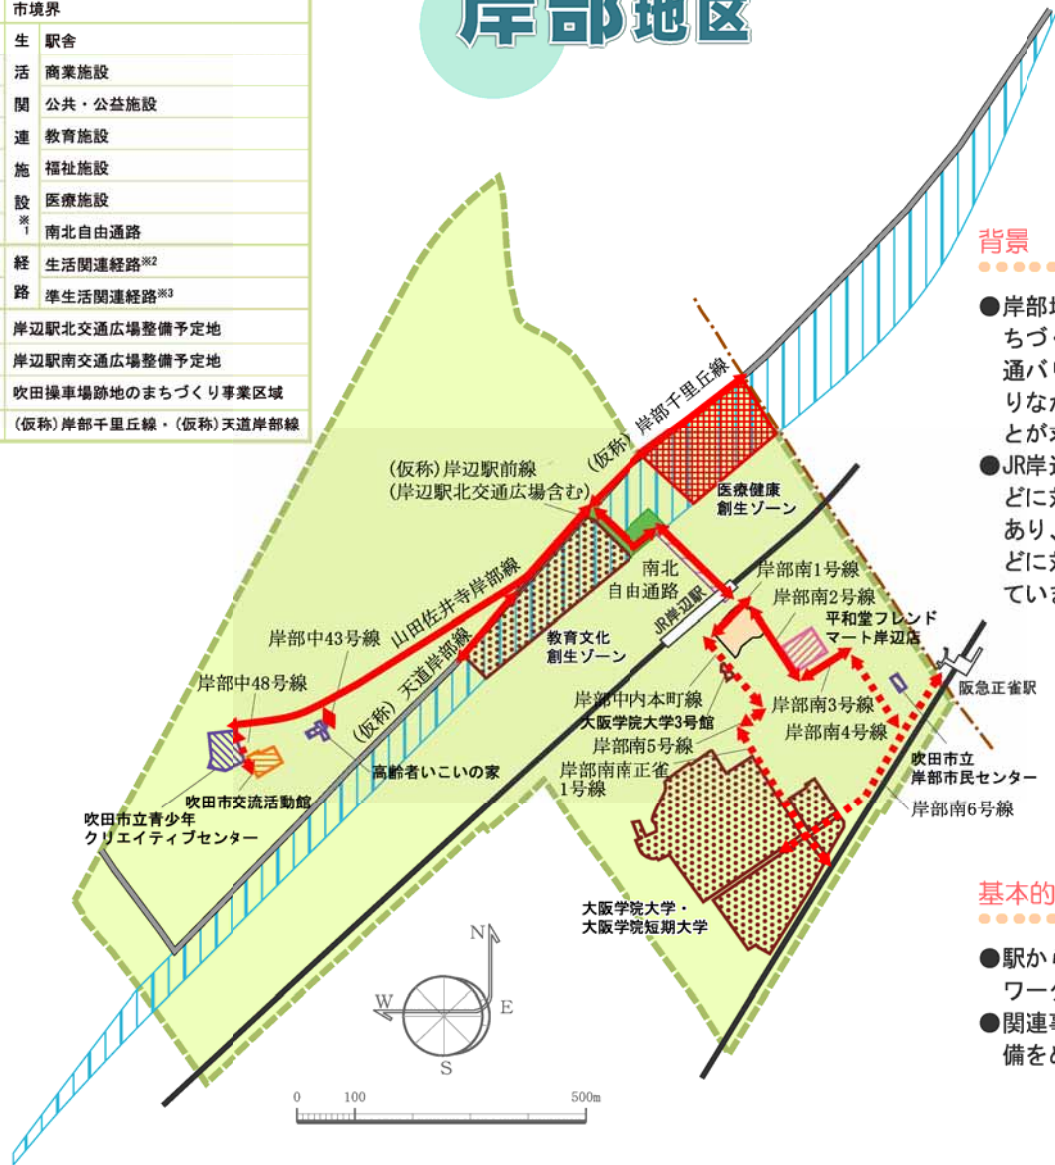 岸部地区
市境界
生活関連施設※1
駅舎
商業施設
公共・公益施設
教育施設
福祉施設
医療施設
南北自由通路
経路
生活関連経路※2
準生活関連経路※3
岸辺駅北交通広場整備予定地
岸辺駅南交通広場整備予定地
吹田操車場跡地のまちづくり事業区域
(仮称)岸部千里丘線・(仮称)天道岸部線
(仮称)岸部千里丘線
(仮称)岸辺駅前線
(岸辺駅北交通広場含む)
医療健康
創生ゾーン
南北
自由通路
JR岸辺駅
岸部南1号線
岸部南2号線
平和堂フレンド
マート岸辺店
山田佐井寺岸部線
教育文化
創生ゾーン
岸部中43号線
岸部中48号線
(仮称)天道岸部線
岸部中内本町線
大阪学院大学3号館
岸部南3号線
岸部南4号線
岸部南5号線
岸部南南正雀
1号線
阪急正雀駅
吹田市立
岸部市民センター
岸部南6号線
高齢者いこいの家
吹田市交流活動館
吹田市立青少年
クリエイティブセンター
大阪学院大学・
大阪学院短期大学
N
W
E
S
0 100 500m
背景
●岸部地
ちづく
通バリ
りなが
とが求
●JR岸辺
どに対
あり、
どに対
ていま
基本的
●駅から
ワーク
●関連事
備をめ